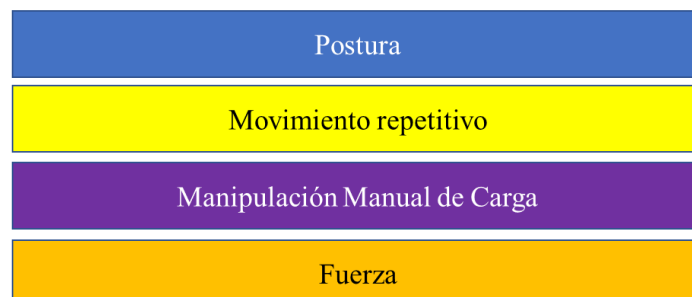 Postura
Movimiento repetitivo
Manipulación Manual de Carga
Fuerza